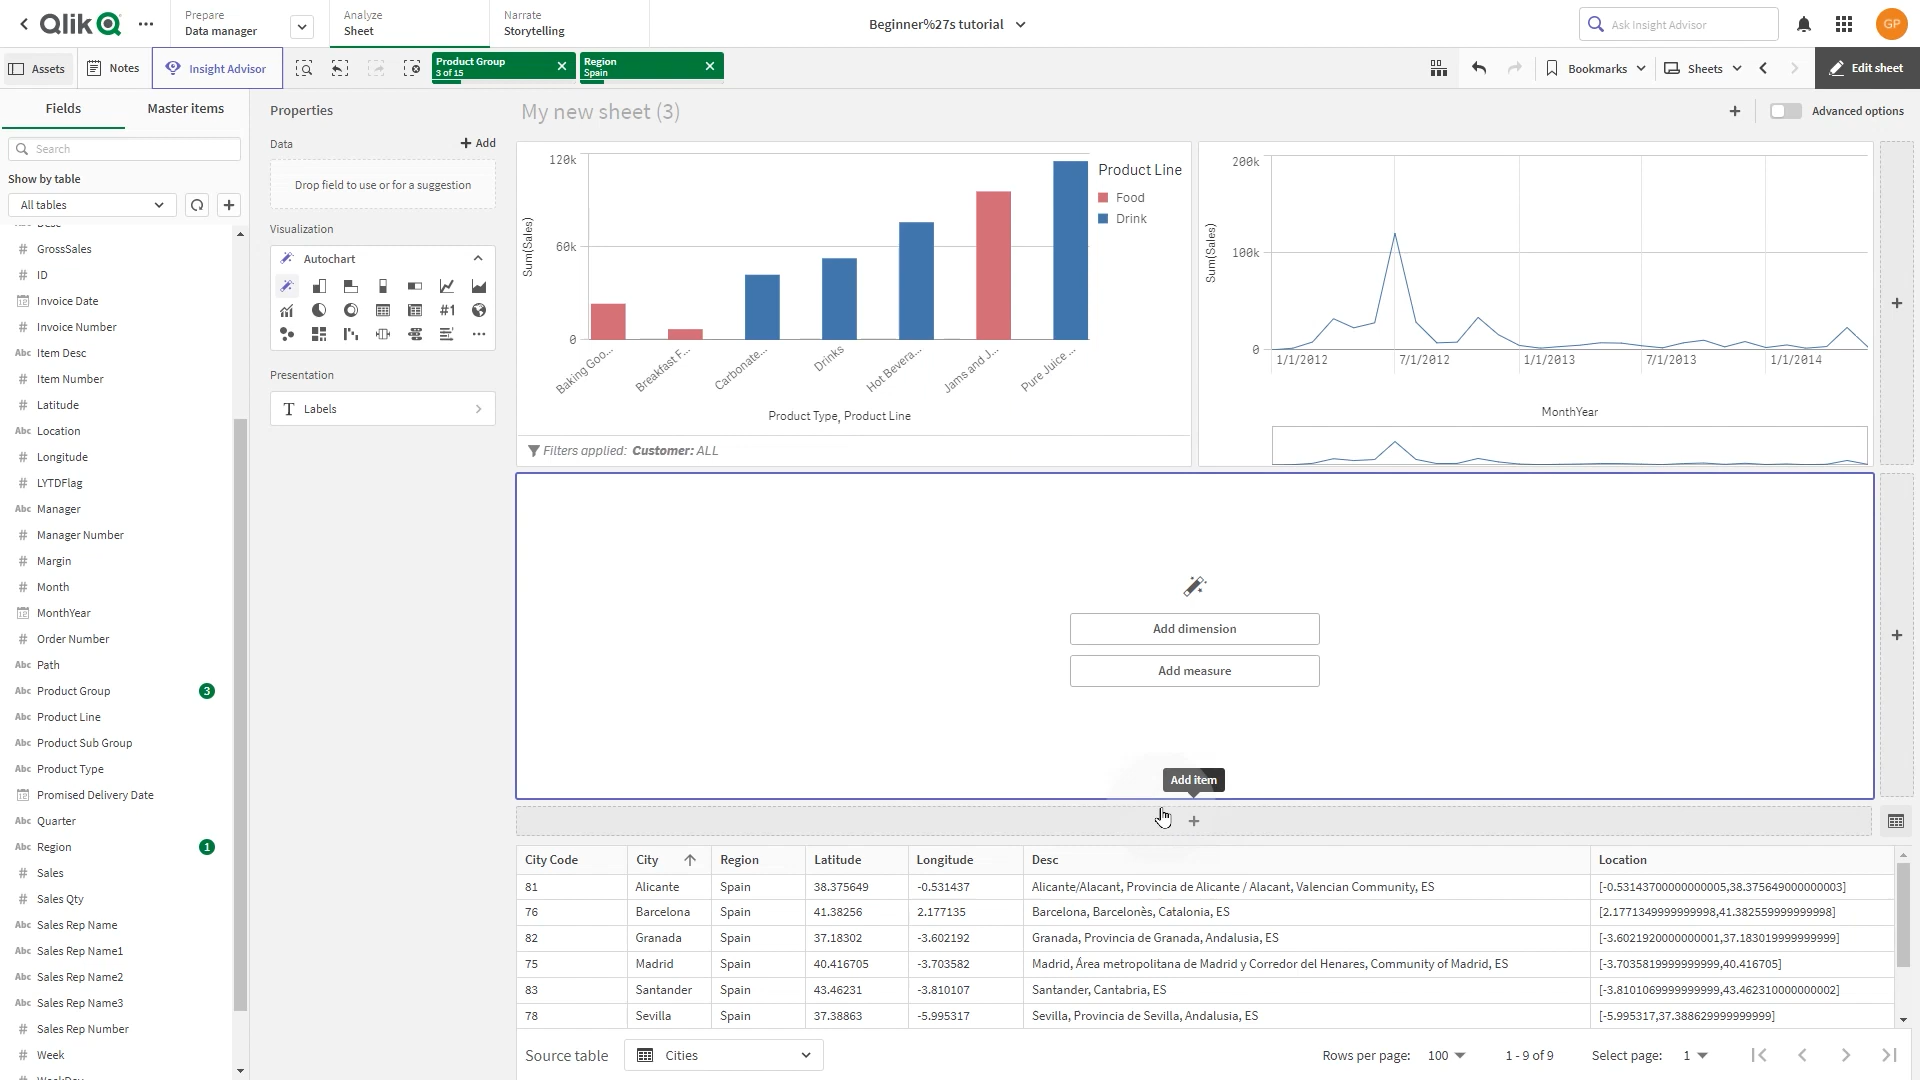 Qlik
Prepare
Data manager
Analyze
Sheet
Narrate
Storytelling
Beginner%27s tutorial
Ask Insight Advisor
GP
Assets
Notes
Insight Advisor
Product Group
3 of 15
Region
Spain
Bookmarks
Sheets
Edit sheet
Fields
Master items
Search
Show by table
All tables
# GrossSales
# ID
Invoice Date
# Invoice Number
Abc Item Desc
# Item Number
# Latitude
Abc Location
# Longitude
# LYTDFlag
Abc Manager
# Manager Number
# Margin
# Month
MonthYear
# Order Number
Abc Path
Abc Product Group 3
Abc Product Line
Abc Product Sub Group
Abc Product Type
Promised Delivery Date
Abc Quarter
Abc Region 1
# Sales
# Sales Qty
Abc Sales Rep Name
Abc Sales Rep Name1
Abc Sales Rep Name2
Abc Sales Rep Name3
# Sales Rep Number
# Week
Properties
Data
+ Add
Drop field to use or for a suggestion
Visualization
Autochart
#1
Presentation
Labels
My new sheet (3)
Advanced options
120k
60k
0
Sum(Sales)
Baking Goo...
Breakfast F...
Carbonate...
Drinks
Hot Bevera...
Jams and J...
Pure Juice ...
Product Type, Product Line
Product Line
Food
Drink
Filters applied: Customer: ALL
200k
100k
0
Sum(Sales)
1/1/2012
7/1/2012
1/1/2013
7/1/2013
1/1/2014
MonthYear
Add dimension
Add measure
Add item
City Code City Region Latitude Longitude Desc Location
81 Alicante Spain 38.375649 -0.531437 Alicante/Alacant, Provincia de Alicante / Alacant, Valencian Community, ES [-0.53143700000000005,38.375649000000003]
76 Barcelona Spain 41.38256 2.177135 Barcelona, Barcelonès, Catalonia, ES [2.1771349999999998,41.382559999999998]
82 Granada Spain 37.18302 -3.602192 Granada, Provincia de Granada, Andalusia, ES [-3.6021920000000001,37.183019999999999]
75 Madrid Spain 40.416705 -3.703582 Madrid, Área metropolitana de Madrid y Corredor del Henares, Community of Madrid, ES [-3.7035819999999999,40.416705]
83 Santander Spain 43.46231 -3.810107 Santander, Cantabria, ES [-3.8101069999999999,43.462310000000002]
78 Sevilla Spain 37.38863 -5.995317 Sevilla, Provincia de Sevilla, Andalusia, ES [-5.995317,37.388629999999999]
Source table
Cities
Rows per page: 100
1 - 9 of 9
Select page: 1